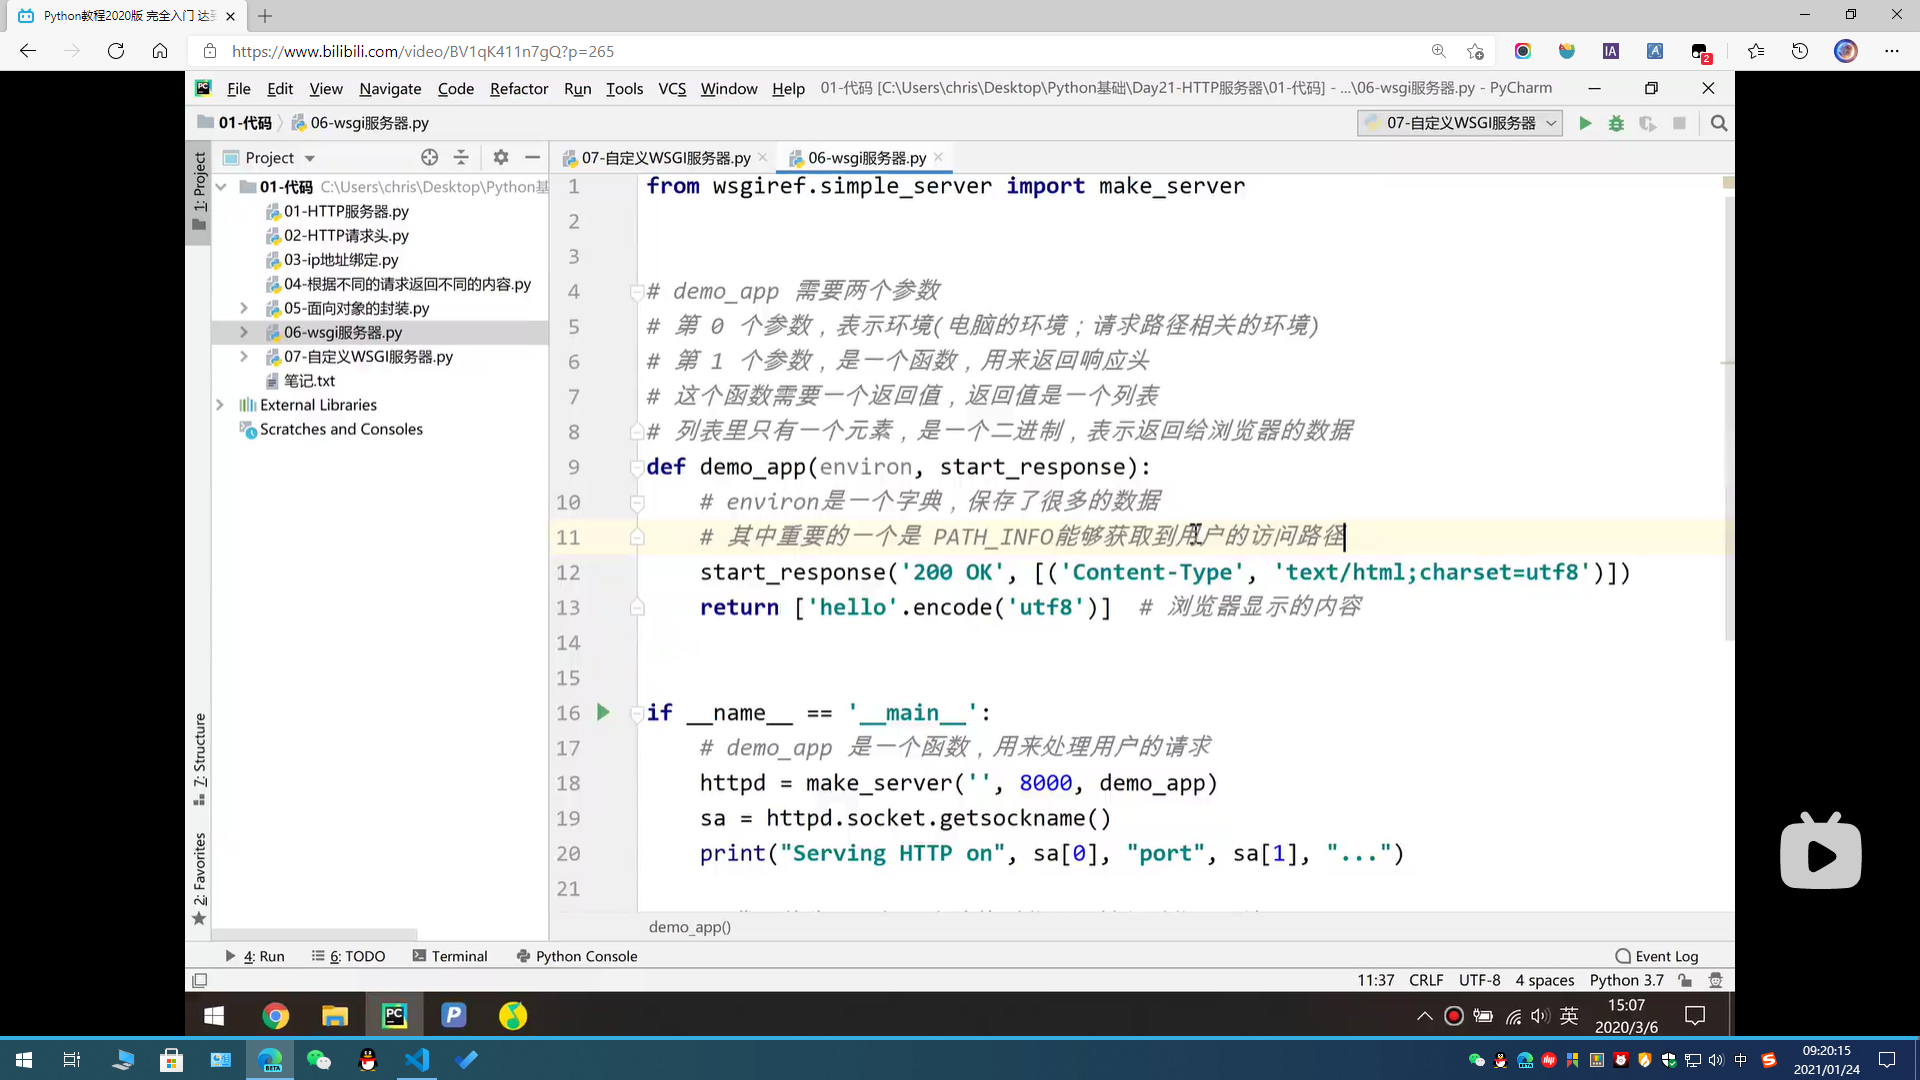 Python教程2020版 完全入门 达
https://www.bilibili.com/video/BV1qK411n7gQ?p=265
2
File Edit View Navigate Code Refactor Run Tools VCS Window Help 01-代码 [C:\Users\chris\Desktop\Python基础\Day21-HTTP服务器\01-代码] - ...\06-wsgi服务器.py - PyCharm
01-代码 06-wsgi服务器.py 07-自定义WSGI服务器
Project
07-自定义WSGI服务器.py 06-wsgi服务器.py
1: Project
01-代码 C:\Users\chris\Desktop\Python基
01-HTTP服务器.py
02-HTTP请求头.py
03-ip地址绑定.py
04-根据不同的请求返回不同的内容.py
05-面向对象的封装.py
06-wsgi服务器.py
07-自定义WSGI服务器.py
笔记.txt
External Libraries
Scratches and Consoles
7: Structure
2: Favorites
1 from wsgiref.simple_server import make_server
2
3
4 # demo_app 需要两个参数
5 # 第 0 个参数，表示环境(电脑的环境；请求路径相关的环境)
6 # 第 1 个参数，是一个函数，用来返回响应头
7 # 这个函数需要一个返回值，返回值是一个列表
8 # 列表里只有一个元素，是一个二进制，表示返回给浏览器的数据
9 def demo_app(environ, start_response):
10 # environ是一个字典，保存了很多的数据
11 # 其中重要的一个是 PATH_INFO能够获取到用户的访问路径
12 start_response('200 OK', [('Content-Type', 'text/html;charset=utf8')])
13 return ['hello'.encode('utf8')] # 浏览器显示的内容
14
15
16 if __name__ == '__main__':
17 # demo_app 是一个函数，用来处理用户的请求
18 httpd = make_server('', 8000, demo_app)
19 sa = httpd.socket.getsockname()
20 print("Serving HTTP on", sa[0], "port", sa[1], "...")
21
demo_app()
4: Run 6: TODO Terminal Python Console Event Log
11:37 CRLF UTF-8 4 spaces Python 3.7
英 15:07
2020/3/6
中 09:20:15
2021/01/24